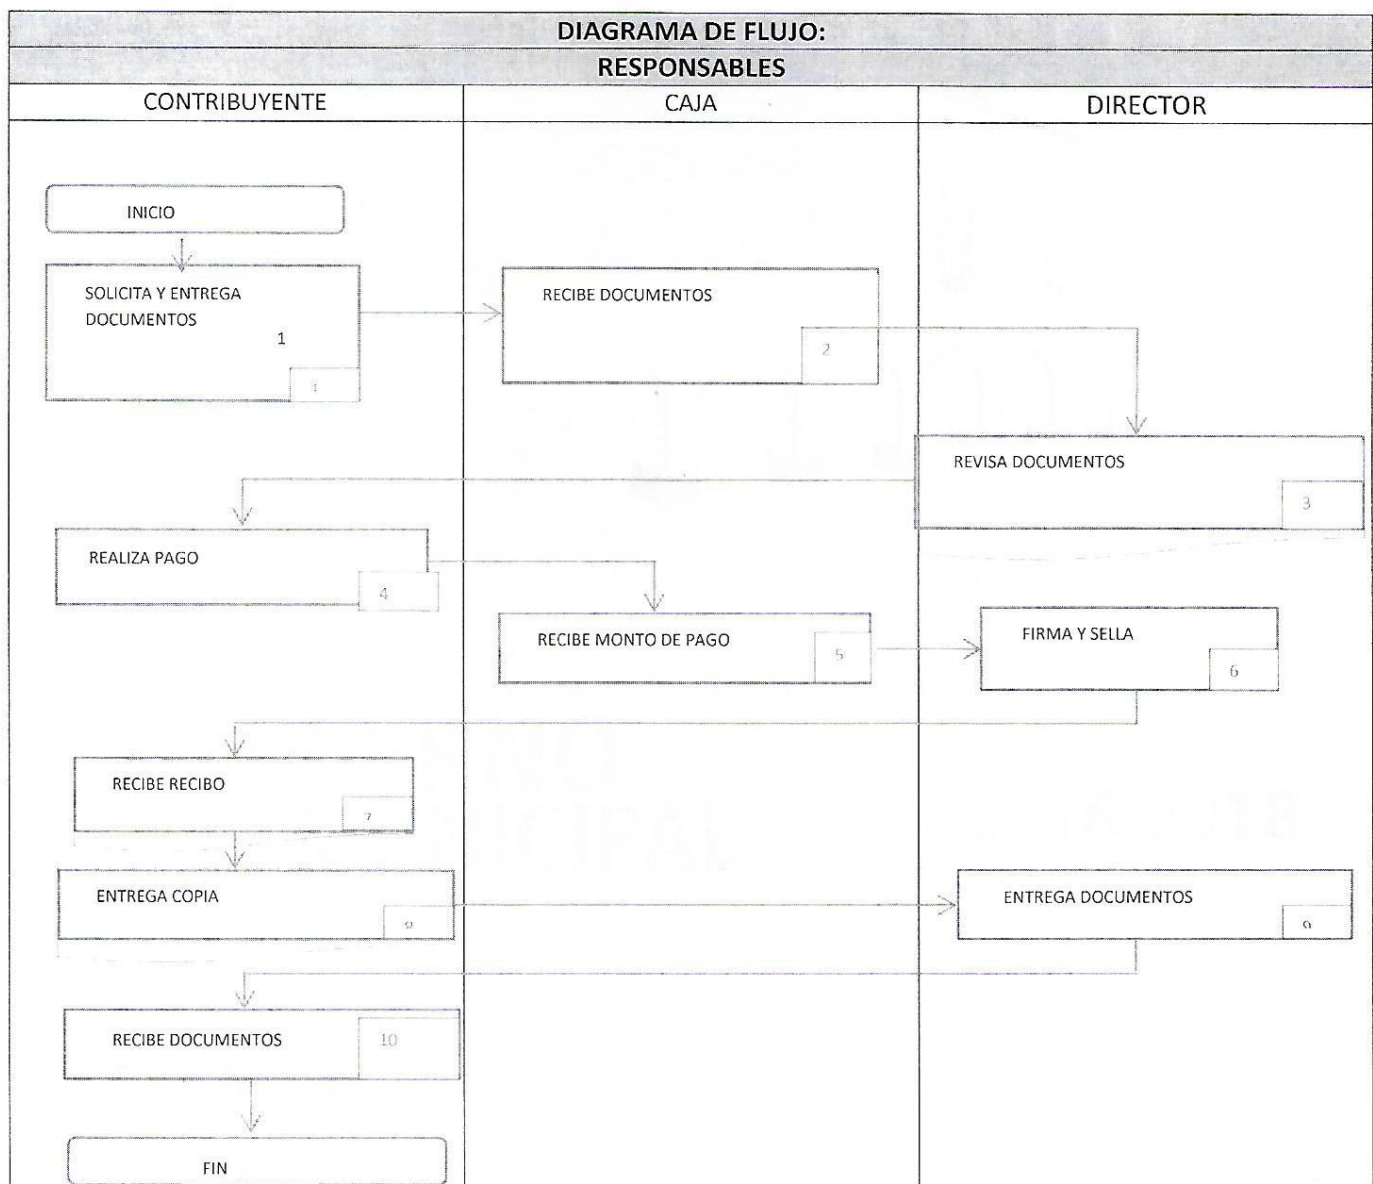 DIAGRAMA DE FLUJO:
RESPONSABLES
CONTRIBUYENTE
CAJA
DIRECTOR
INICIO
SOLICITA Y ENTREGA
DOCUMENTOS
1
1
RECIBE DOCUMENTOS
2
REVISA DOCUMENTOS
3
REALIZA PAGO
4
RECIBE MONTO DE PAGO
5
FIRMA Y SELLA
6
RECIBE RECIBO
7
ENTREGA COPIA
ENTREGA DOCUMENTOS
9
RECIBE DOCUMENTOS
10
FIN